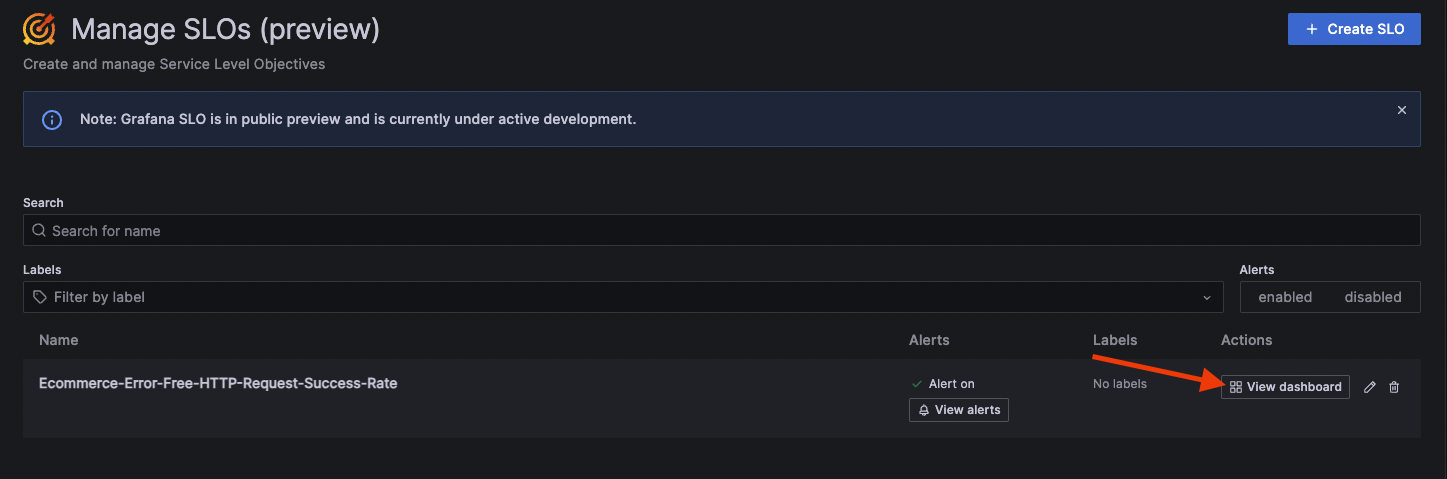 Manage SLOs (preview)
+ Create SLO
Create and manage Service Level Objectives
Note: Grafana SLO is in public preview and is currently under active development.
Search
Search for name
Labels
Alerts
Filter by label
enabled disabled
Name Alerts Labels Actions
Ecommerce-Error-Free-HTTP-Request-Success-Rate
Alert on
No labels
View dashboard
View alerts